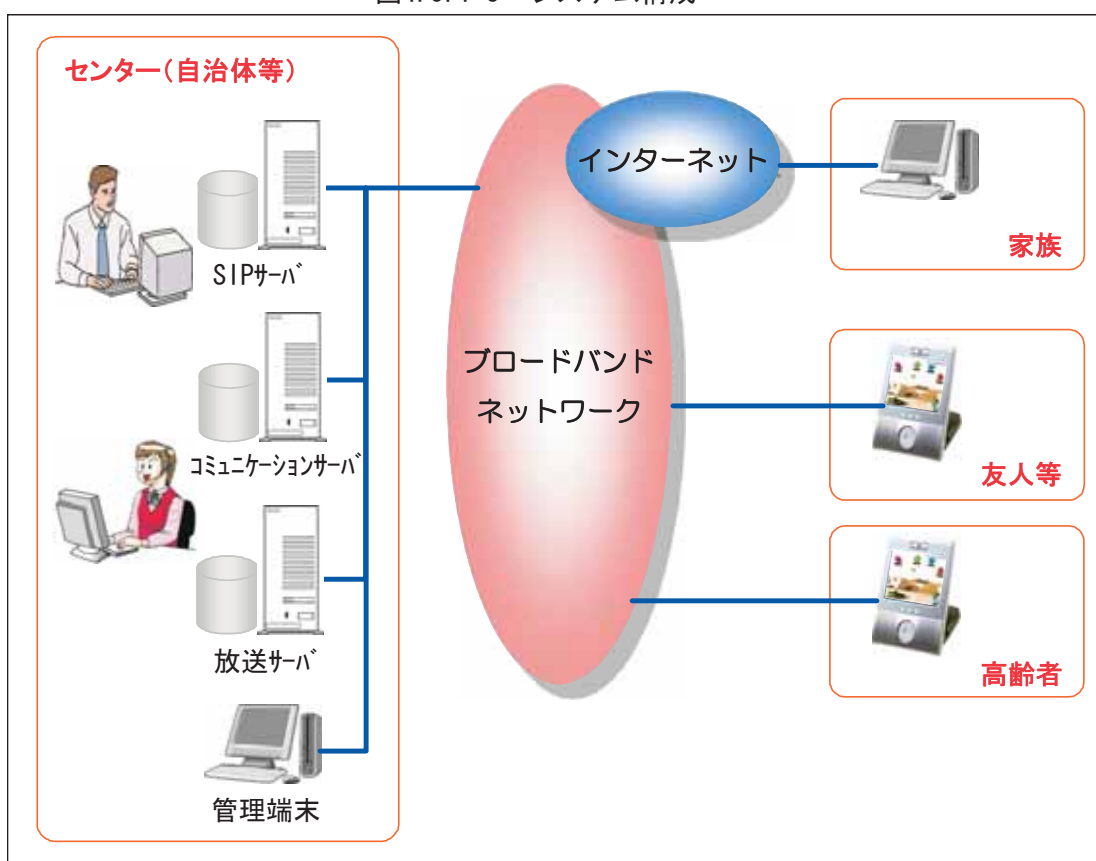 センター(自治体等)
SIPサーバ
コミュニケーションサーバ
放送サーバ
管理端末
ブロードバンド
ネットワーク
インターネット
家族
友人等
高齢者